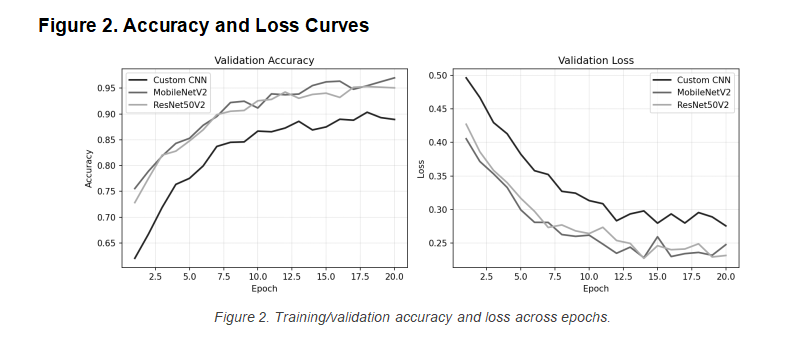 Figure 2. Accuracy and Loss Curves
Validation Accuracy
Custom CNN
MobileNetV2
ResNet50V2
0.95
0.90
0.85
0.80
0.75
0.70
0.65
Accuracy
2.5 5.0 7.5 10.0 12.5 15.0 17.5 20.0
Epoch
Validation Loss
Custom CNN
MobileNetV2
ResNet50V2
0.50
0.45
0.40
0.35
0.30
0.25
Loss
2.5 5.0 7.5 10.0 12.5 15.0 17.5 20.0
Epoch
Figure 2. Training/validation accuracy and loss across epochs.